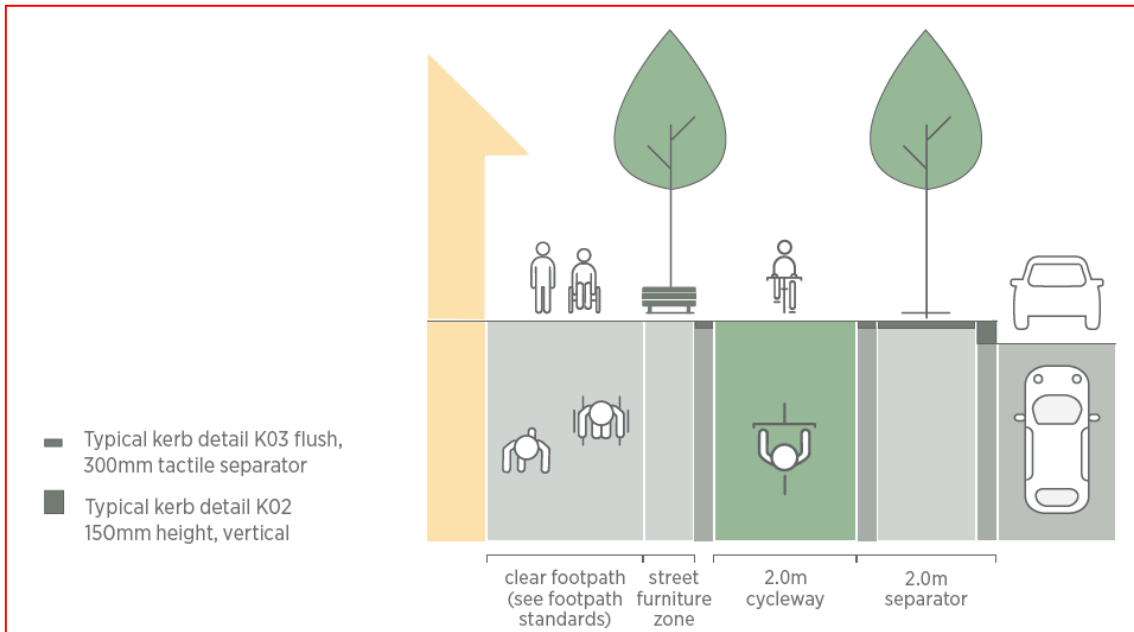 Typical kerb detail K03 flush,
300mm tactile separator
Typical kerb detail K02
150mm height, vertical
clear footpath
(see footpath
standards)
street
furniture
zone
2.0m
cycleway
2.0m
separator